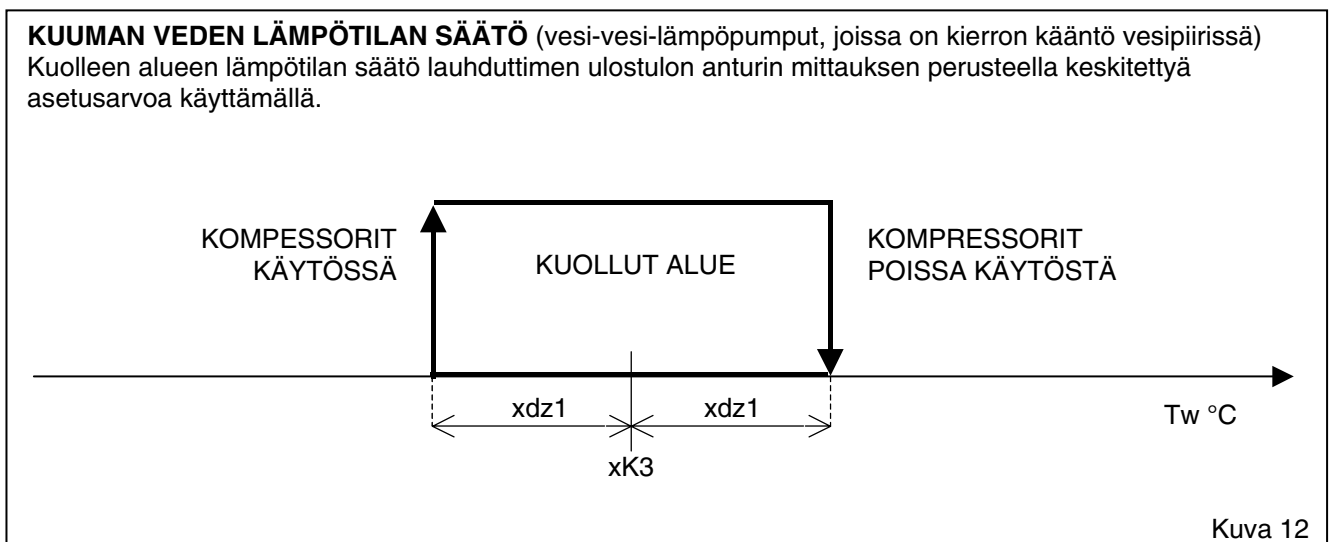 KUUMAN VEDEN LÄMPÖTILAN SÄÄTÖ (vesi-vesi-lämpöpumput, joissa on kierron kääntö vesipiirissä)
Kuolleen alueen lämpötilan säätö lauhduttimen ulostulon anturin mittauksen perusteella keskitettyä
asetusarvoa käyttämällä.
KOMPESSORIT
KÄYTÖSSÄ
KUOLLUT ALUE
KOMPRESSORIT
POISSA KÄYTÖSTÄ
xdz1
xdz1
Tw °C
xK3
Kuva 12